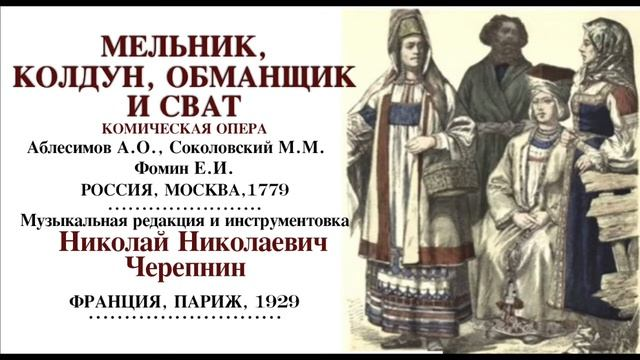 МЕЛЬНИК,
КОЛДУН, ОБМАНЩИК
И СВАТ
КОМИЧЕСКАЯ ОПЕРА
Аблесимов А.О., Соколовский М.М.
Фомин Е.И.
РОССИЯ, МОСКВА,1779
.......................
Музыкальная редакция и инструментовка
Николай Николаевич
Черепнин
ФРАНЦИЯ, ПАРИЖ, 1929
..........................